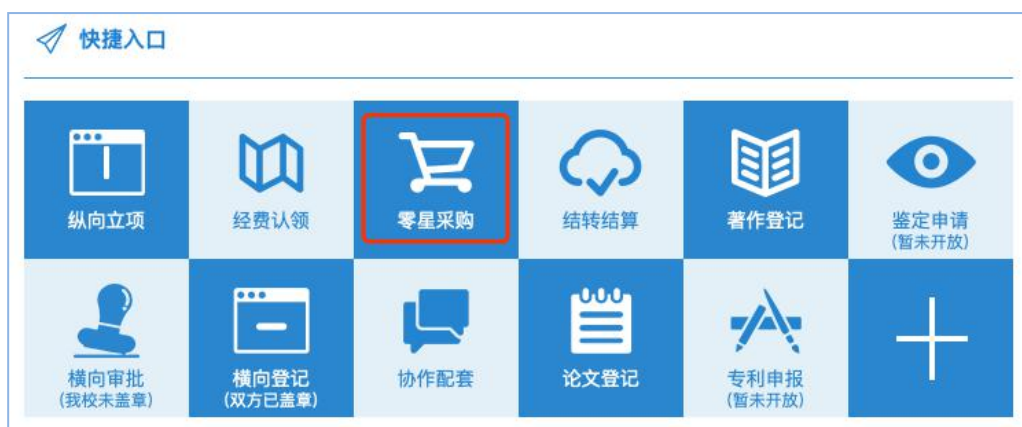 快捷入口
纵向立项
经费认领
零星采购
结转结算
著作登记
鉴定申请
(暂未开放)
横向审批
(我校未盖章)
横向登记
(双方已盖章)
协作配套
论文登记
专利申报
(暂未开放)